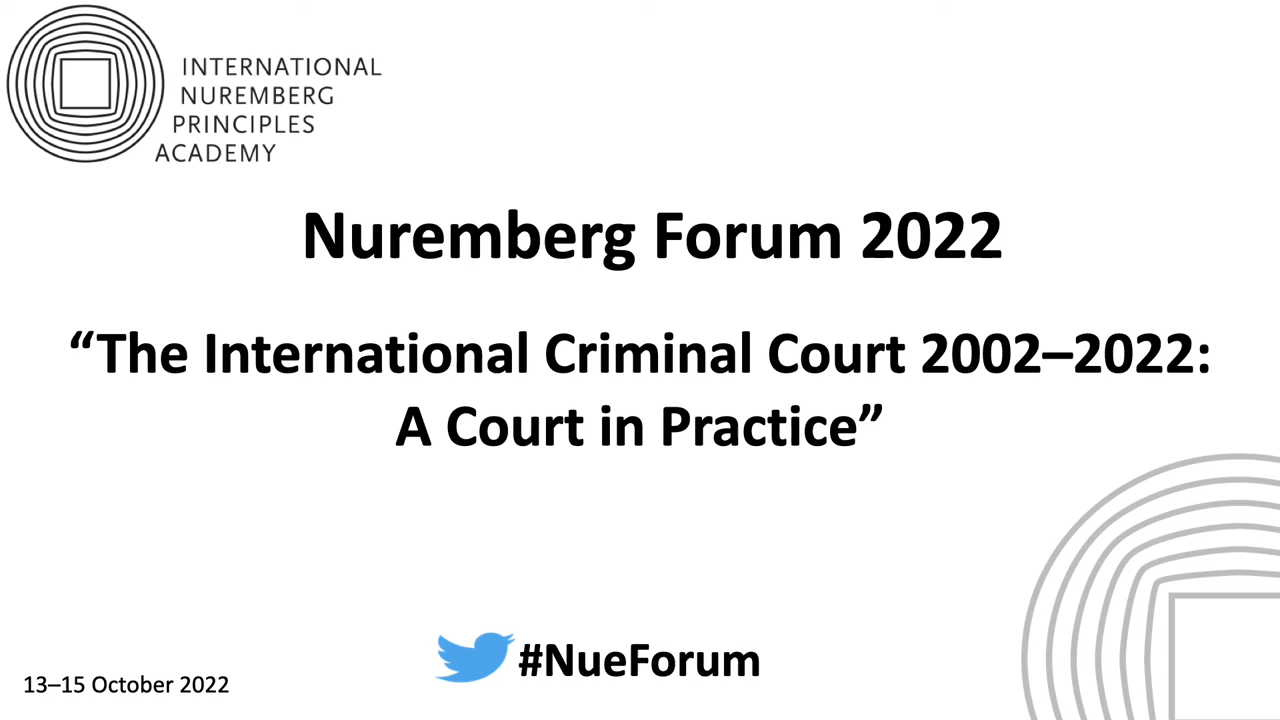 INTERNATIONAL
NUREMBERG
PRINCIPLES
ACADEMY
Nuremberg Forum 2022
“The International Criminal Court 2002–2022:
A Court in Practice”
#NueForum
13–15 October 2022